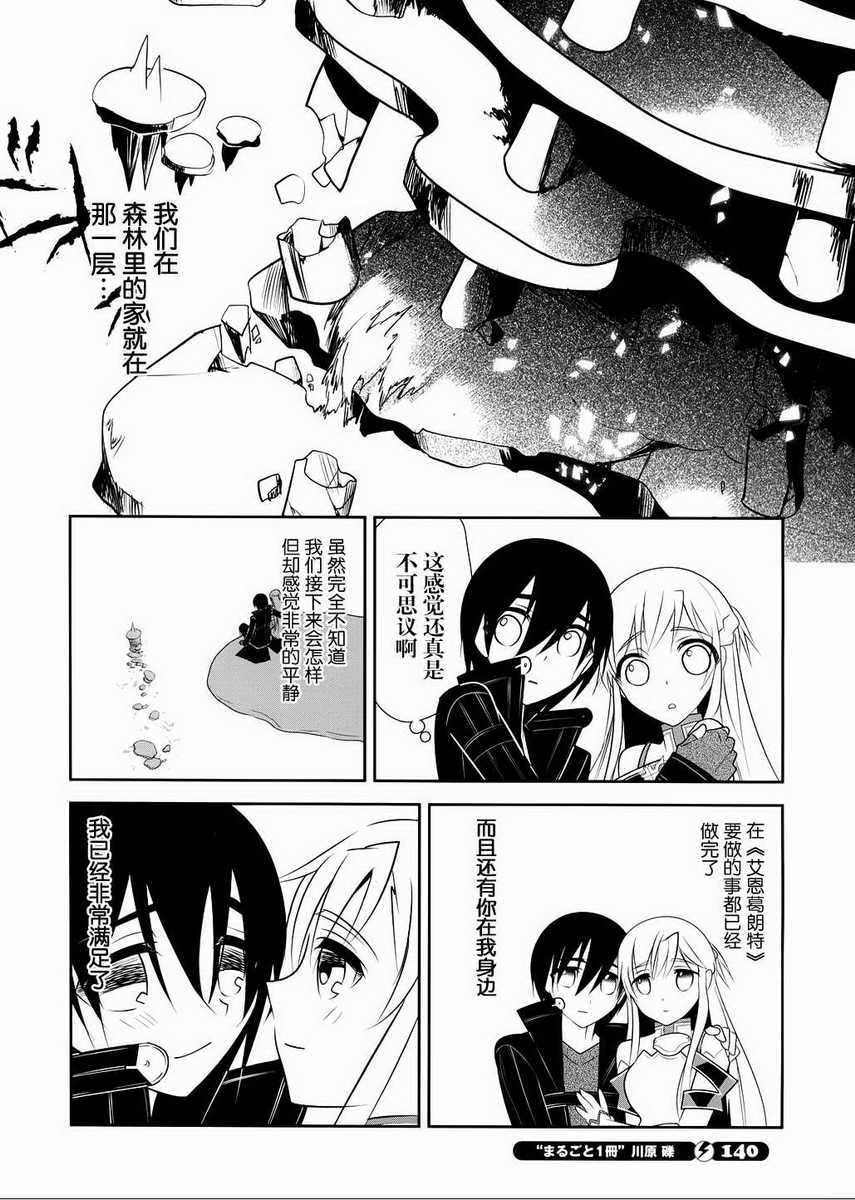 我们在
森林里的家就在
那一层…
这感觉还真是
不可思议啊
虽然完全不知道
我们接下来会怎样
但却感觉非常的平静
在《艾恩葛朗特》
要做的事都已经
做完了
而且还有你在我身边
我已经非常满足了
“まるごと1冊” 川原 礫 140